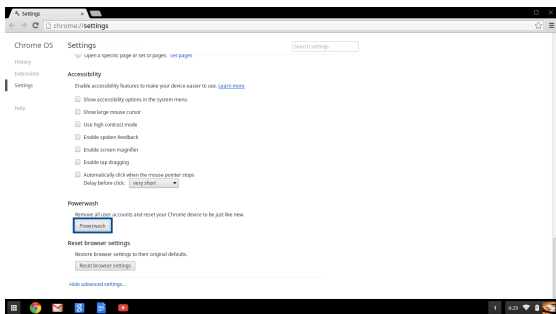 Settings
chrome://settings
Chrome OS
Settings
Search settings
History
Extensions
Settings
Help
Open a specific page or set of pages. Set pages
Accessibility
Enable accessibility features to make your device easier to use. Learn more
Show accessibility options in the system menu
Show large mouse cursor
Use high contrast mode
Enable spoken feedback
Enable screen magnifier
Enable tap dragging
Automatically click when the mouse pointer stops
Delay before click: very short
Powerwash
Remove all user accounts and reset your Chrome device to be just like new.
Powerwash
Reset browser settings
Restore browser settings to their original defaults.
Reset browser settings
Hide advanced settings...
8
1 4:29